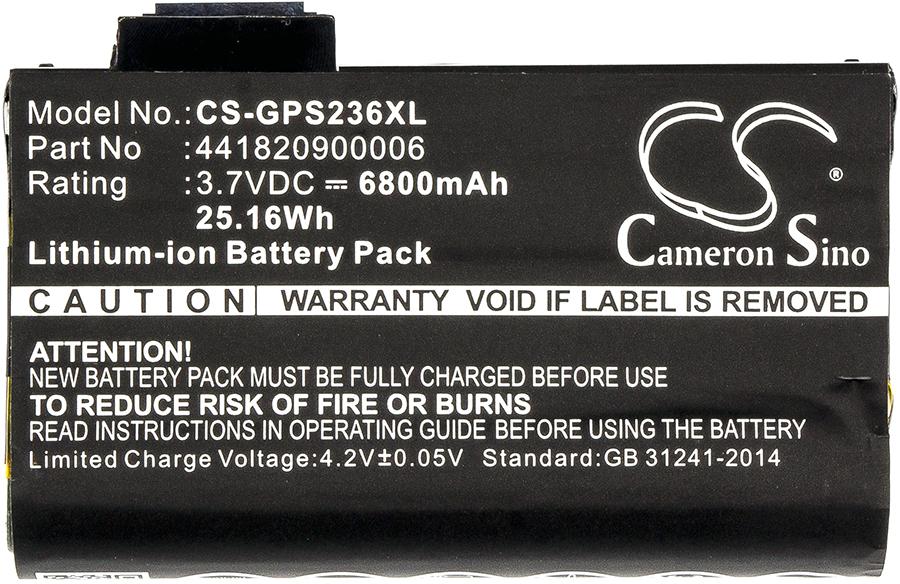 Model No.: CS-GPS236XL
Part No :441820900006
Rating :3.7VDC ⎓ 6800mAh
25.16Wh
Lithium-ion Battery Pack
CS ®
Cameron Sino
CAUTION WARRANTY VOID IF LABEL IS REMOVED
ATTENTION!
NEW BATTERY PACK MUST BE FULLY CHARGED BEFORE USE
TO REDUCE RISK OF FIRE OR BURNS
READ INSTRUCTIONS IN OPERATING GUIDE BEFORE USING THE BATTERY
Limited Charge Voltage:4.2V±0.05V Standard:GB 31241-2014